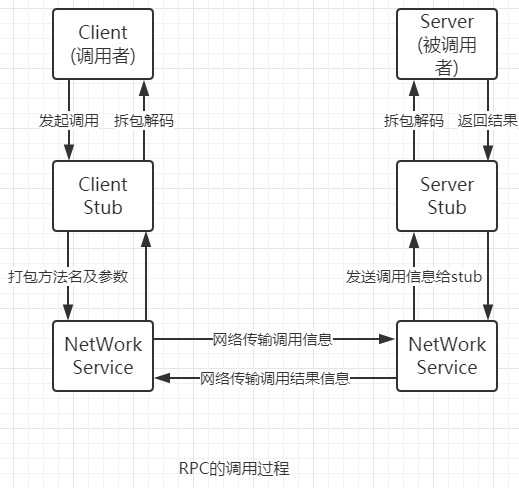 Client
(调用者)
Server
(被调用
者)
发起调用
拆包解码
拆包解码
返回结果
Client
Stub
Server
Stub
打包方法名及参数
发送调用信息给stub
NetWork
Service
网络传输调用信息
网络传输调用结果信息
NetWork
Service
RPC的调用过程